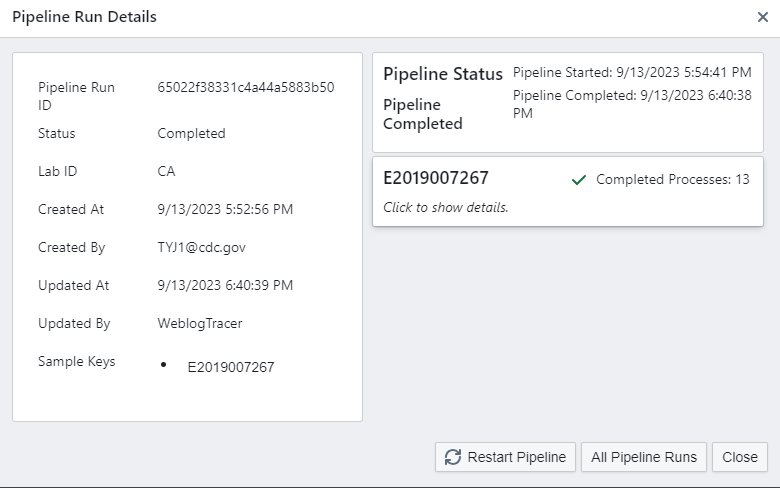 Pipeline Run Details
Pipeline Run
ID
65022f38331c4a44a5883b50
Status
Completed
Lab ID
CA
Created At
9/13/2023 5:52:56 PM
Created By
TYJ1@cdc.gov
Updated At
9/13/2023 6:40:39 PM
Updated By
WeblogTracer
Sample Keys
• E2019007267
Pipeline Status
Pipeline
Completed
Pipeline Started: 9/13/2023 5:54:41 PM
Pipeline Completed: 9/13/2023 6:40:38
PM
E2019007267
Completed Processes: 13
Click to show details.
Restart Pipeline
All Pipeline Runs
Close